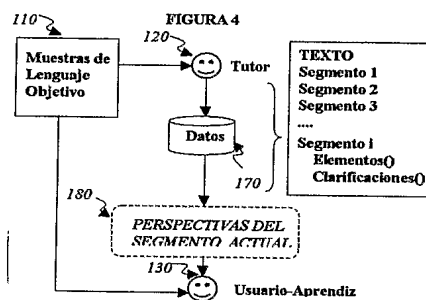 FIGURA 4
110
120
Muestras de
Lenguaje
Objetivo
Tutor
Datos
170
TEXTO
Segmento 1
Segmento 2
Segmento 3
....
Segmento i
Elementos()
Clarificaciones()
180
PERSPECTIVAS DEL
SEGMENTO ACTUAL
130
Usuario-Aprendiz